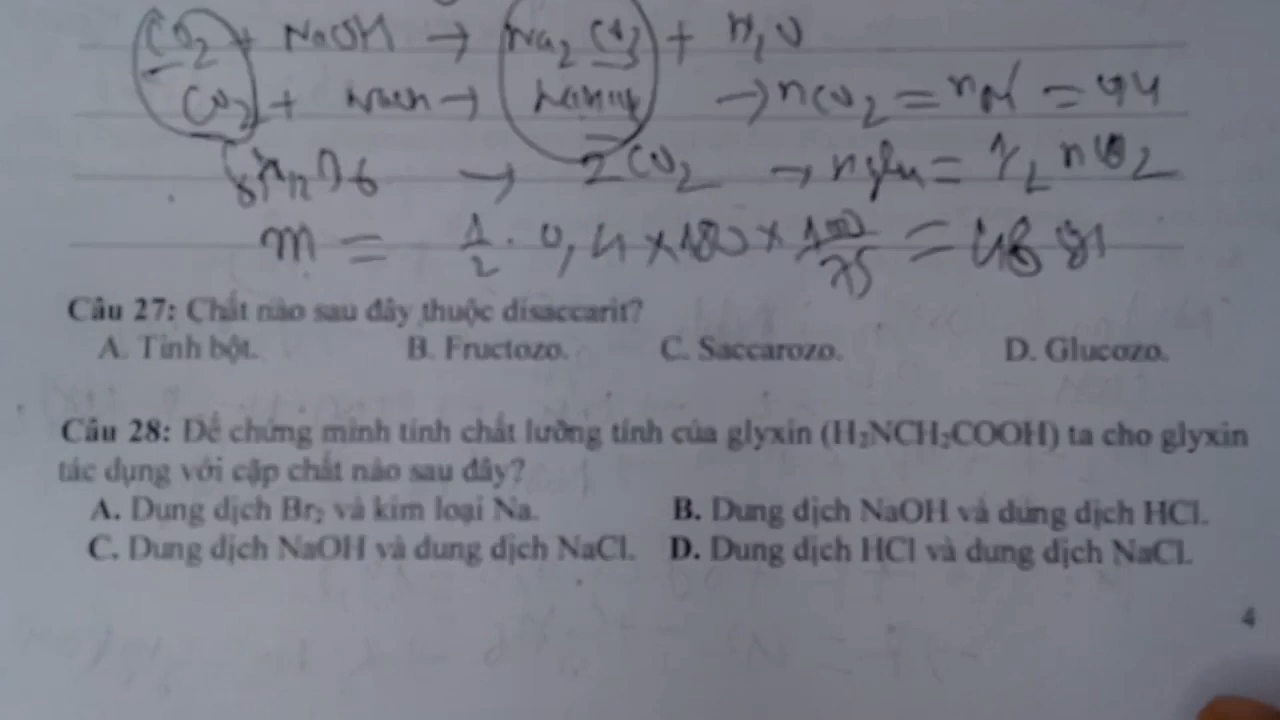 CO2 + NaOH → Na2CO3 + H2O
CO2 + NaOH → NaHCO3 → nCO2 = n = 0,4
C6H12O6 → 2CO2 → nglu = 1/2 nCO2
m = 1/2 . 0,4 × 180 × 100/75 = 48 g
Câu 27: Chất nào sau đây thuộc disaccarit?
A. Tinh bột. B. Fructozo. C. Saccarozo. D. Glucozo.
Câu 28: Để chứng minh tính chất lưỡng tính của glyxin (H₂NCH₂COOH) ta cho glyxin
tác dụng với cặp chất nào sau đây?
A. Dung dịch Br₂ và kim loại Na. B. Dung dịch NaOH và dung dịch HCl.
C. Dung dịch NaOH và dung dịch NaCl. D. Dung dịch HCl và dung dịch NaCl.
4